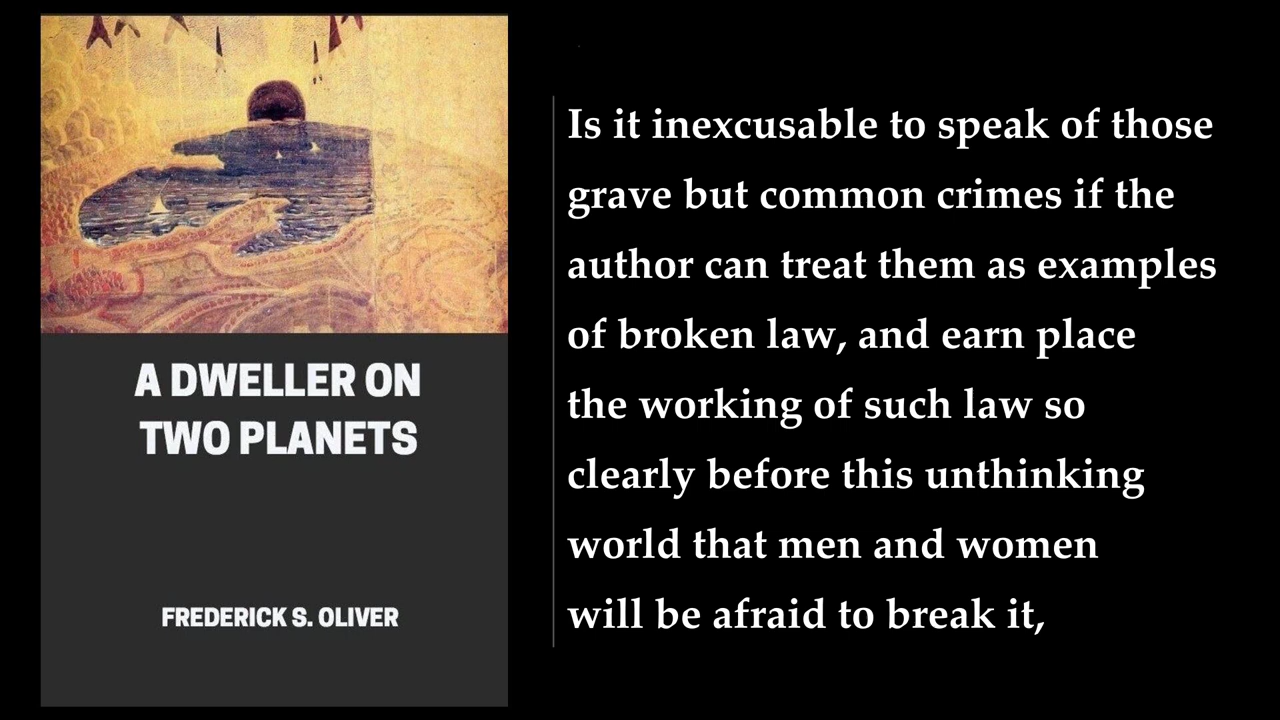 A DWELLER ON
TWO PLANETS
FREDERICK S. OLIVER
Is it inexcusable to speak of those
grave but common crimes if the
author can treat them as examples
of broken law, and earn place
the working of such law so
clearly before this unthinking
world that men and women
will be afraid to break it,